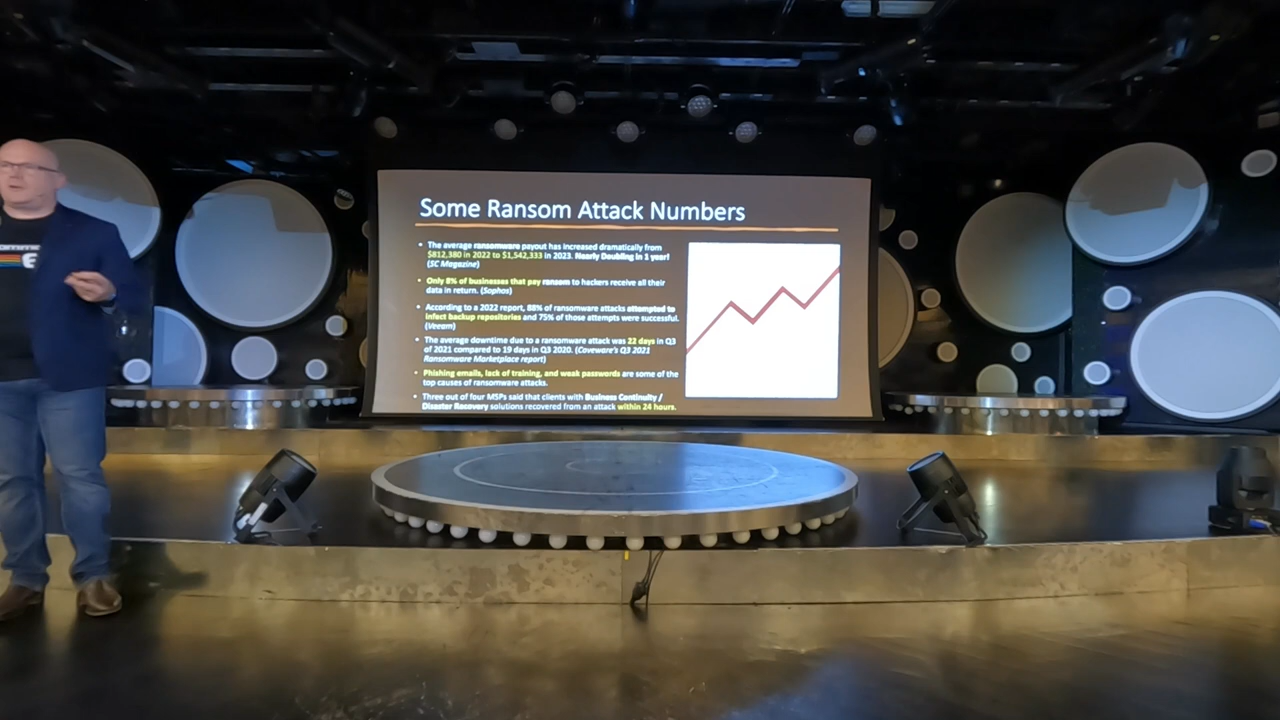 Some Ransom Attack Numbers
• The average ransomware payout has increased dramatically from
$812,380 in 2022 to $1,542,333 in 2023. Nearly Doubling in 1 year!
(SC Magazine)
• Only 8% of businesses that pay ransom to hackers receive all their
data in return. (Sophos)
• According to a 2022 report, 88% of ransomware attacks attempted to
infect backup repositories and 75% of those attempts were successful.
(Veeam)
• The average downtime due to a ransomware attack was 22 days in Q3
of 2021 compared to 19 days in Q3 2020. (Coveware's Q3 2021
Ransomware Marketplace report)
• Phishing emails, lack of training, and weak passwords are some of the
top causes of ransomware attacks.
• Three out of four MSPs said that clients with Business Continuity /
Disaster Recovery solutions recovered from an attack within 24 hours.